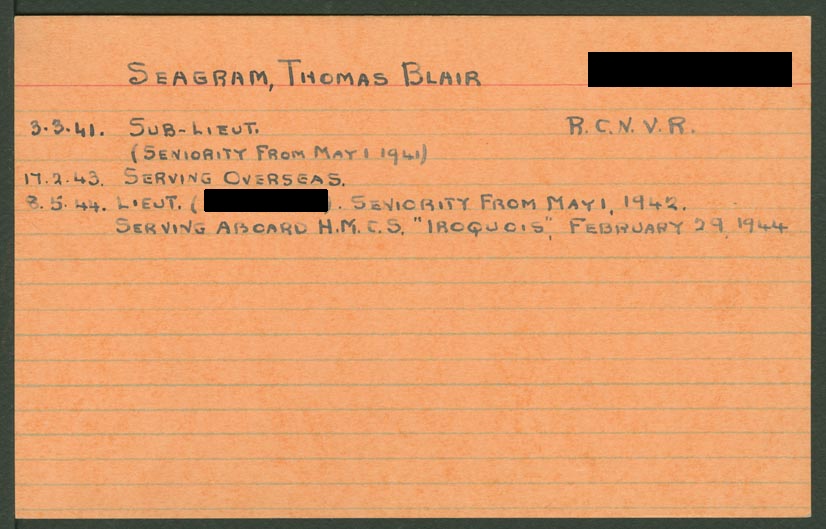 SEAGRAM, THOMAS BLAIR
3.3.41. SUB-LIEUT. R.C.N.V.R.
(SENIORITY FROM MAY 1 1941)
17.2.43. SERVING OVERSEAS.
8.5.44. LIEUT. ( ). SENIORITY FROM MAY 1, 1942.
SERVING ABOARD H.M.C.S. "IROQUOIS", FEBRUARY 29, 1944